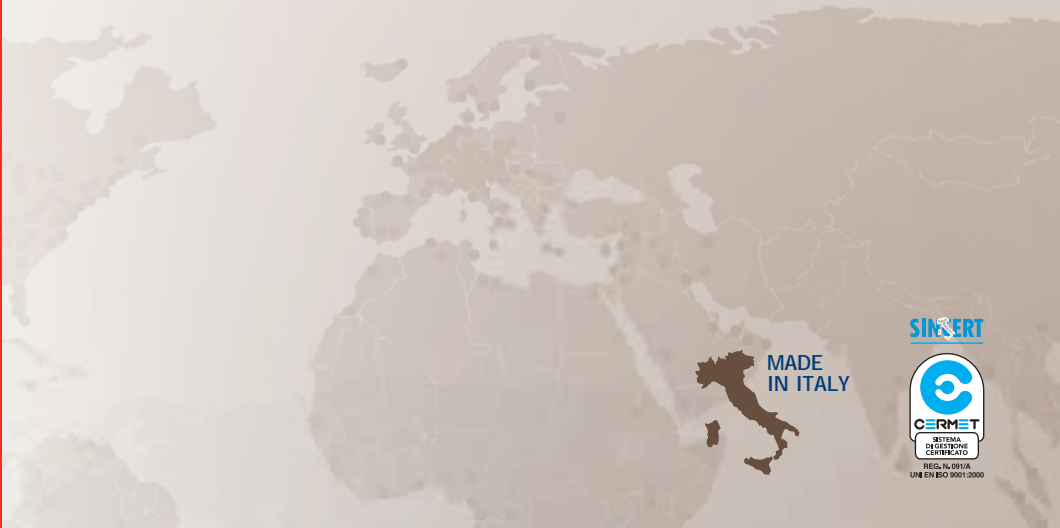 SINCERT
MADE
IN ITALY
CERMET
SISTEMA
DI GESTIONE
CERTIFICATO
REG. N. 091/A
UNI EN ISO 9001:2000